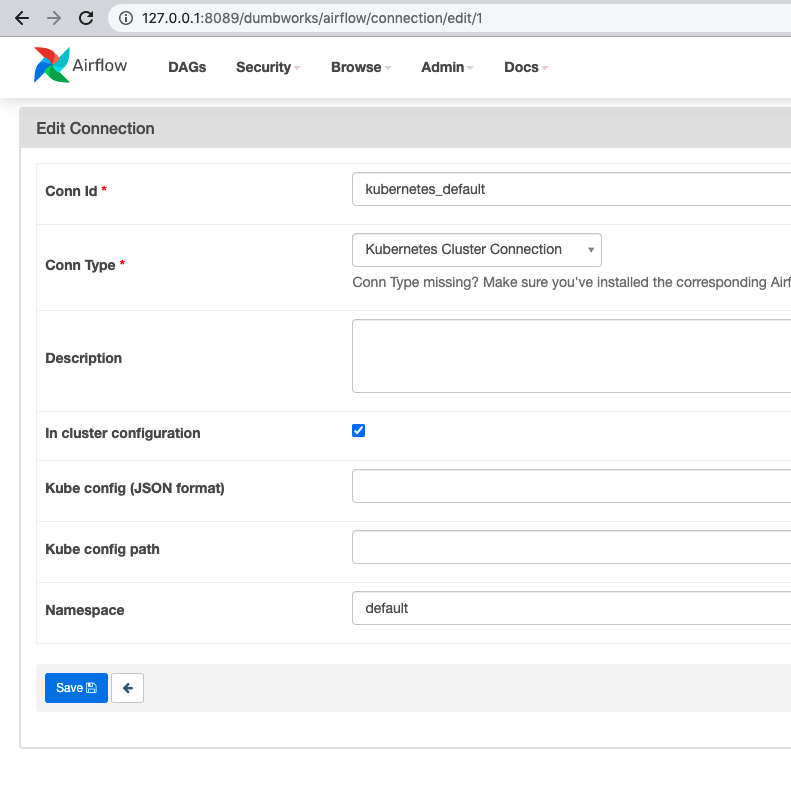 127.0.0.1:8089/dumbworks/airflow/connection/edit/1
Airflow DAGs Security Browse Admin Docs
Edit Connection
Conn Id * kubernetes_default
Conn Type * Kubernetes Cluster Connection
Conn Type missing? Make sure you've installed the corresponding Airf
Description
In cluster configuration
Kube config (JSON format)
Kube config path
Namespace default
Save